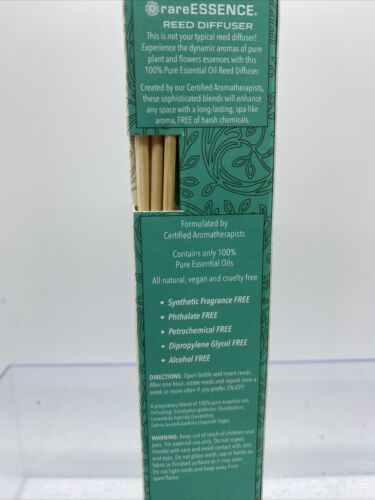 rareESSENCE®
REED DIFFUSER
This is not your typical reed diffuser!
Experience the dynamic aromas of pure
plant and flowers essences with this
100% Pure Essential Oil Reed Diffuser.
Created by our Certified Aromatherapists,
these sophisticated blends will enhance
any space with a long-lasting, spa-like
aroma, FREE of harsh chemicals.
Formulated by
Certified Aromatherapists
Contains only 100%
Pure Essential Oils
All natural, vegan and cruelty-free
• Synthetic Fragrance FREE
• Phthalate FREE
• Petrochemical FREE
• Dipropylene Glycol FREE
• Alcohol FREE
DIRECTIONS: Open bottle and insert reeds.
After one hour, rotate reeds and repeat once a
week or more often if you prefer. ENJOY!
A proprietary blend of 100% pure essential oils
including: Eucalyptus globulus (Eucalyptus),
Lavandula hybrida (Lavandin),
Salvia lavandulaefolia (Spanish Sage).
WARNING: Keep out of reach of children and
pets. For external use only. Do not ingest.
Handle with care and avoid contact with skin
and eyes. Do not place reeds, cap or bottle on
fabric or finished surfaces as it may stain.
Do not light reeds and keep away from
open flame.